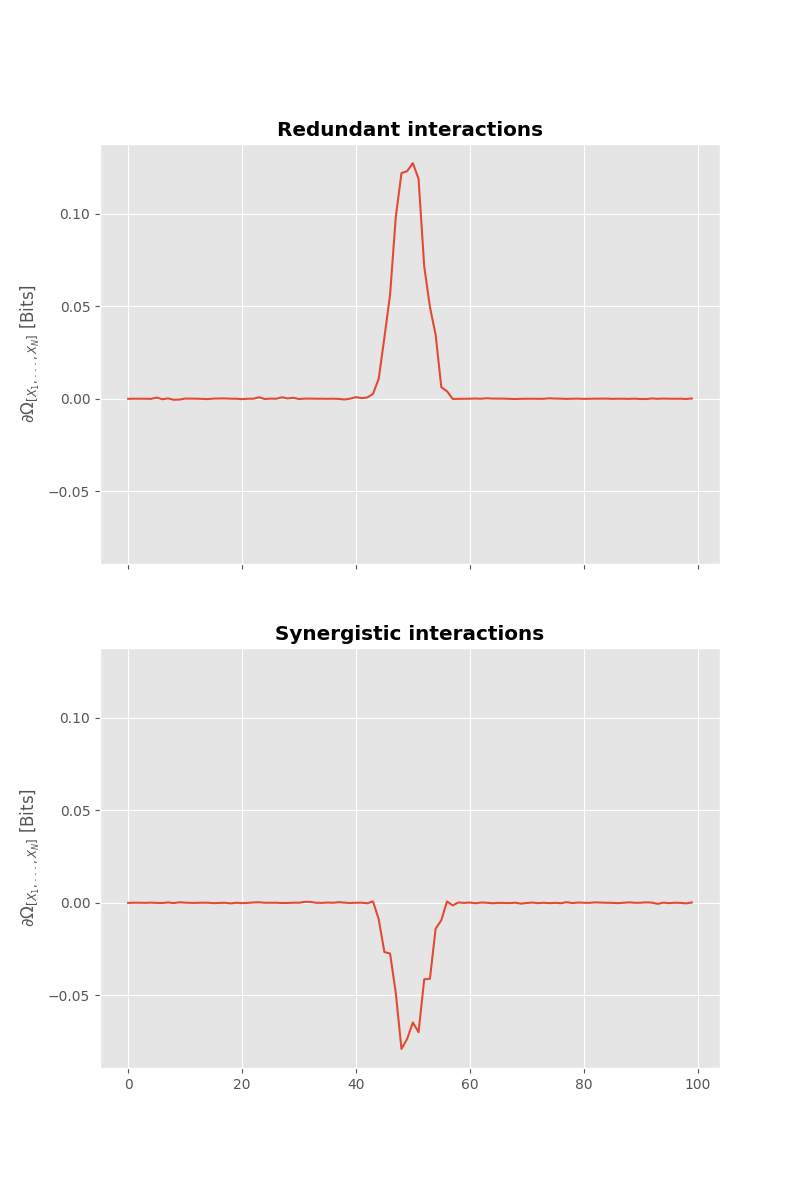 Redundant interactions
0.10
0.05
0.00
−0.05
∂Ω[X1, . . . , XN] [Bits]
Synergistic interactions
0.10
0.05
0.00
−0.05
∂Ω[X1, . . . , XN] [Bits]
0 20 40 60 80 100